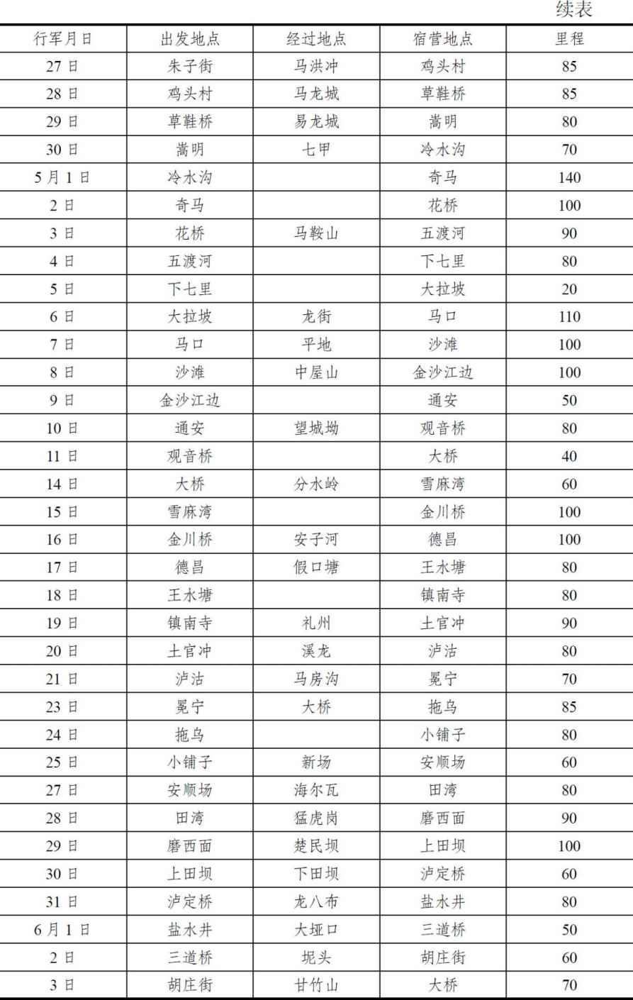 续表
行军月日 出发地点 经过地点 宿营地点 里程
27 日 朱子街 马洪冲 鸡头村 85
28 日 鸡头村 马龙城 草鞋桥 85
29 日 草鞋桥 易龙城 嵩明 80
30 日 嵩明 七甲 冷水沟 70
5 月 1 日 冷水沟 奇马 140
2 日 奇马 花桥 100
3 日 花桥 马鞍山 五渡河 90
4 日 五渡河 下七里 80
5 日 下七里 大拉坡 20
6 日 大拉坡 龙街 马口 110
7 日 马口 平地 沙滩 100
8 日 沙滩 中屋山 金沙江边 100
9 日 金沙江边 通安 50
10 日 通安 望城坳 观音桥 80
11 日 观音桥 大桥 40
14 日 大桥 分水岭 雪麻湾 60
15 日 雪麻湾 金川桥 100
16 日 金川桥 安子河 德昌 100
17 日 德昌 假口塘 王水塘 80
18 日 王水塘 镇南寺 80
19 日 镇南寺 礼州 土官冲 90
20 日 土官冲 溪龙 泸沽 80
21 日 泸沽 马房沟 冕宁 70
23 日 冕宁 大桥 拖乌 85
24 日 拖乌 小铺子 80
25 日 小铺子 新场 安顺场 60
27 日 安顺场 海尔瓦 田湾 80
28 日 田湾 猛虎岗 磨西面 90
29 日 磨西面 楚民坝 上田坝 100
30 日 上田坝 下田坝 泸定桥 60
31 日 泸定桥 龙八布 盐水井 80
6 月 1 日 盐水井 大垭口 三道桥 50
2 日 三道桥 坭头 胡庄街 60
3 日 胡庄街 甘竹山 大桥 70